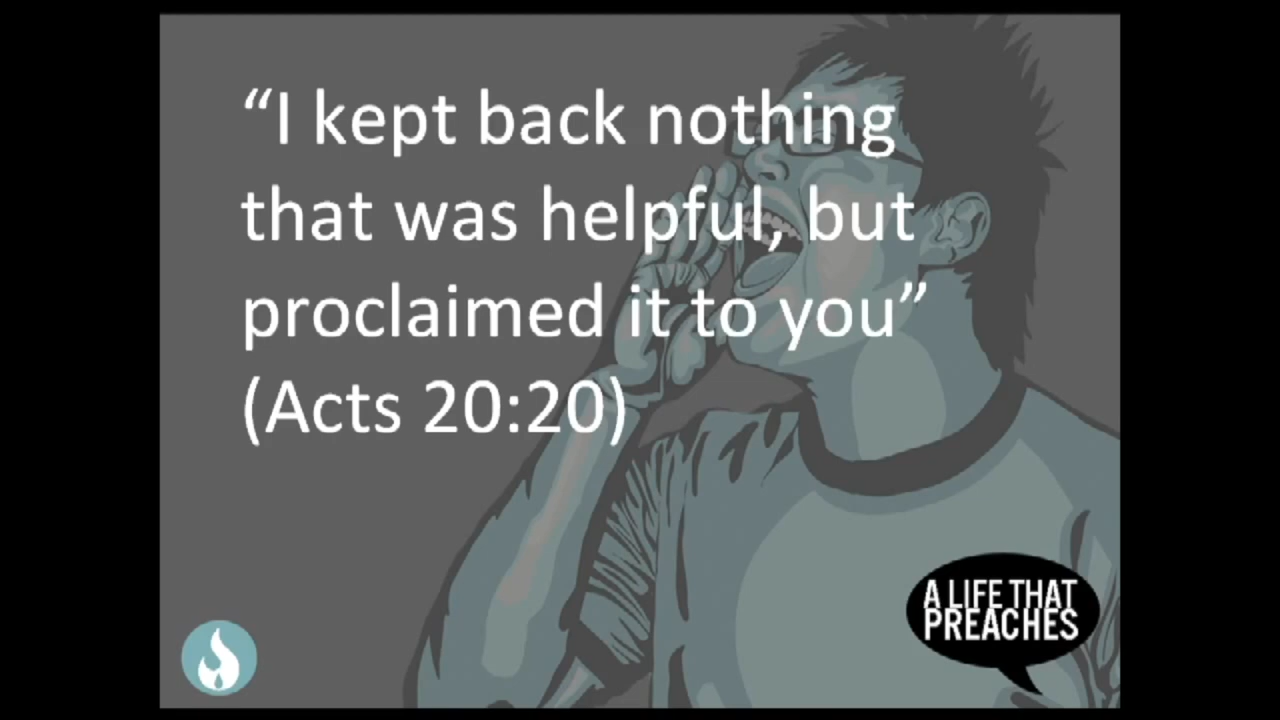 “I kept back nothing
that was helpful, but
proclaimed it to you”
(Acts 20:20)
A LIFE THAT
PREACHES